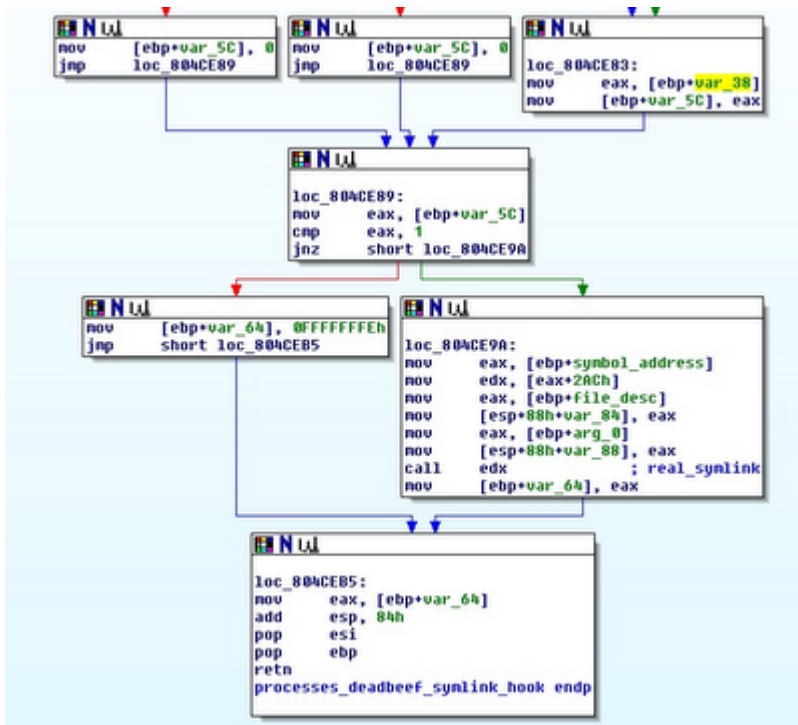 mov [ebp+var_5C], 0
jmp loc_804CE89
mov [ebp+var_5C], 0
jmp loc_804CE89
loc_804CE83:
mov eax, [ebp+var_38]
mov [ebp+var_5C], eax
loc_804CE89:
mov eax, [ebp+var_5C]
cmp eax, 1
jnz short loc_804CE9A
mov [ebp+var_64], 0FFFFFFFEh
jmp short loc_804CEB5
loc_804CE9A:
mov eax, [ebp+symbol_address]
mov edx, [eax+2ACh]
mov eax, [ebp+file_desc]
mov [esp+88h+var_84], eax
mov eax, [ebp+arg_0]
mov [esp+88h+var_88], eax
call edx ; real_symlink
mov [ebp+var_64], eax
loc_804CEB5:
mov eax, [ebp+var_64]
add esp, 84h
pop esi
pop ebp
retn
processes_deadbeef_symlink_hook endp